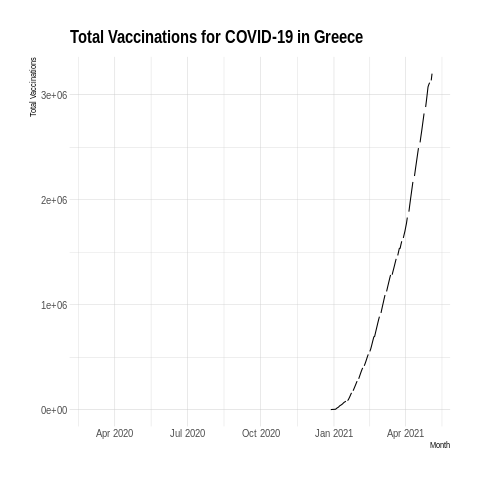 Total Vaccinations for COVID-19 in Greece
Total Vaccinations
3e+06
2e+06
1e+06
0e+00
Apr 2020 Jul 2020 Oct 2020 Jan 2021 Apr 2021
Month